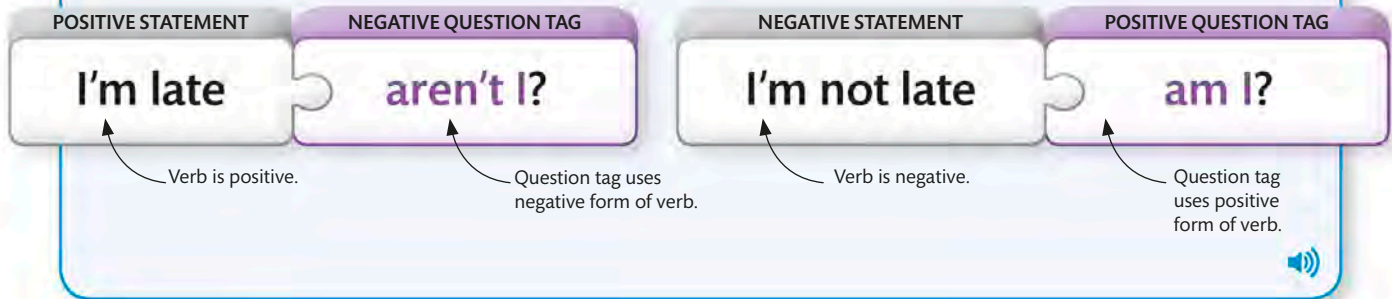 POSITIVE STATEMENT NEGATIVE QUESTION TAG
I'm late aren't I?
Verb is positive.
Question tag uses
negative form of verb.
NEGATIVE STATEMENT POSITIVE QUESTION TAG
I'm not late am I?
Verb is negative.
Question tag
uses positive
form of verb.